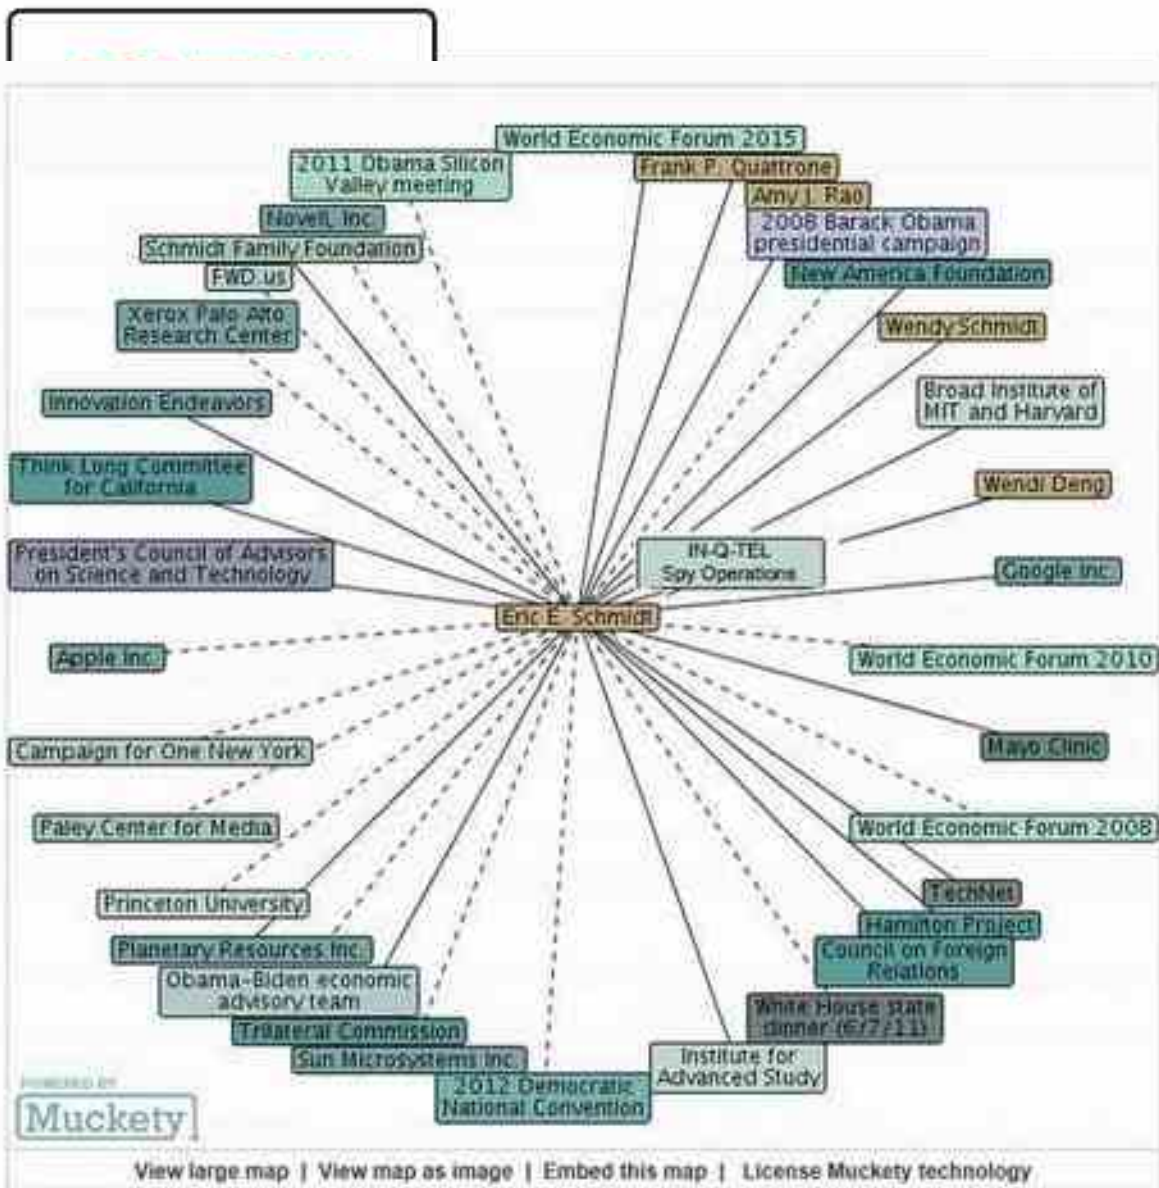 World Economic Forum 2015
2011 Obama Silicon
Valley meeting
Frank P. Quattrone
Amy J. Rao
Novell, Inc.
2008 Barack Obama
presidential campaign
Schmidt Family Foundation
FWD.us
New America Foundation
Xerox Palo Alto
Research Center
Wendy Schmidt
Innovation Endeavors
Broad Institute of
MIT and Harvard
Think Long Committee
for California
Wendi Deng
President's Council of Advisors
on Science and Technology
IN-Q-TEL
Spy Operations
Google Inc.
Eric E. Schmidt
Apple Inc.
World Economic Forum 2010
Campaign for One New York
Mayo Clinic
Paley Center for Media
World Economic Forum 2008
Princeton University
TechNet
Hamilton Project
Planetary Resources Inc.
Council on Foreign
Relations
Obama-Biden economic
advisory team
White House state
dinner (6/7/11)
Trilateral Commission
Sun Microsystems Inc.
Institute for
Advanced Study
2012 Democratic
National Convention
POWERED BY
Muckety
View large map | View map as image | Embed this map | License Muckety technology